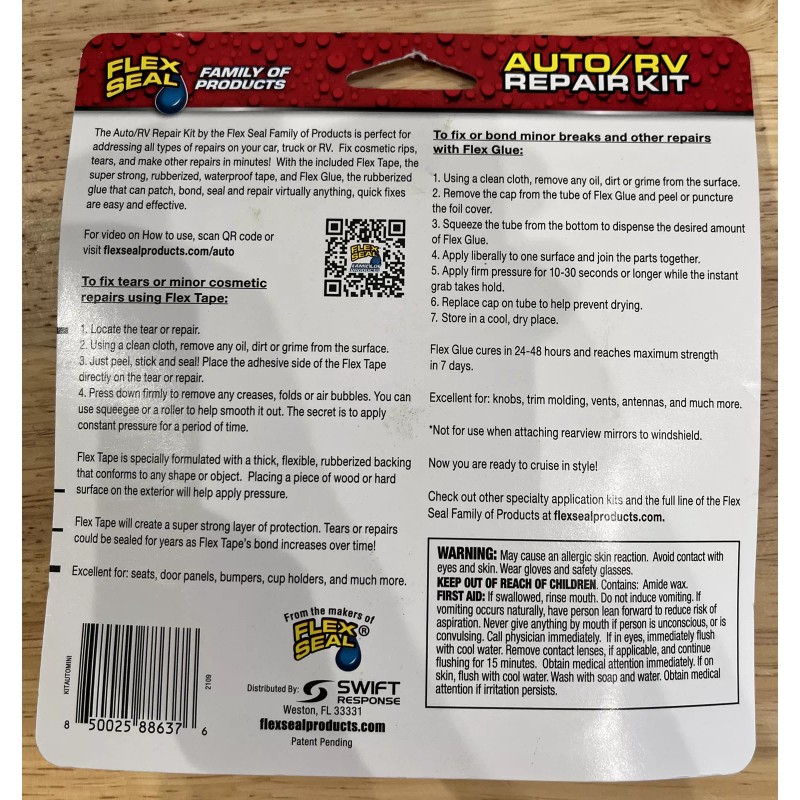 FLEX SEAL FAMILY OF PRODUCTS
AUTO/RV
REPAIR KIT
The Auto/RV Repair Kit by the Flex Seal Family of Products is perfect for
addressing all types of repairs on your car, truck or RV. Fix cosmetic rips,
tears, and make other repairs in minutes! With the included Flex Tape, the
super strong, rubberized, waterproof tape, and Flex Glue, the rubberized
glue that can patch, bond, seal and repair virtually anything, quick fixes
are easy and effective.
For video on How to use, scan QR code or
visit flexsealproducts.com/auto
FLEX
SEAL
FAMILY OF
PRODUCTS
To fix tears or minor cosmetic
repairs using Flex Tape:
1. Locate the tear or repair.
2. Using a clean cloth, remove any oil, dirt or grime from the surface.
3. Just peel, stick and seal! Place the adhesive side of the Flex Tape
directly on the tear or repair.
4. Press down firmly to remove any creases, folds or air bubbles. You can
use squeegee or a roller to help smooth it out. The secret is to apply
constant pressure for a period of time.
Flex Tape is specially formulated with a thick, flexible, rubberized backing
that conforms to any shape or object. Placing a piece of wood or hard
surface on the exterior will help apply pressure.
Flex Tape will create a super strong layer of protection. Tears or repairs
could be sealed for years as Flex Tape's bond increases over time!
Excellent for: seats, door panels, bumpers, cup holders, and much more.
KITAUTOMINI
8 50025 88637 6
2109
From the makers of
FLEX
SEAL®
Distributed By: SWIFT
RESPONSE
Weston, FL 33331
flexsealproducts.com
Patent Pending
To fix or bond minor breaks and other repairs
with Flex Glue:
1. Using a clean cloth, remove any oil, dirt or grime from the surface.
2. Remove the cap from the tube of Flex Glue and peel or puncture
the foil cover.
3. Squeeze the tube from the bottom to dispense the desired amount
of Flex Glue.
4. Apply liberally to one surface and join the parts together.
5. Apply firm pressure for 10-30 seconds or longer while the instant
grab takes hold.
6. Replace cap on tube to help prevent drying.
7. Store in a cool, dry place.
Flex Glue cures in 24-48 hours and reaches maximum strength
in 7 days.
Excellent for: knobs, trim molding, vents, antennas, and much more.
*Not for use when attaching rearview mirrors to windshield.
Now you are ready to cruise in style!
Check out other specialty application kits and the full line of the Flex
Seal Family of Products at flexsealproducts.com.
WARNING: May cause an allergic skin reaction. Avoid contact with
eyes and skin. Wear gloves and safety glasses.
KEEP OUT OF REACH OF CHILDREN. Contains: Amide wax.
FIRST AID: If swallowed, rinse mouth. Do not induce vomiting. If
vomiting occurs naturally, have person lean forward to reduce risk of
aspiration. Never give anything by mouth if person is unconscious, or is
convulsing. Call physician immediately. If in eyes, immediately flush
with cool water. Remove contact lenses, if applicable, and continue
flushing for 15 minutes. Obtain medical attention immediately. If on
skin, flush with cool water. Wash with soap and water. Obtain medical
attention if irritation persists.